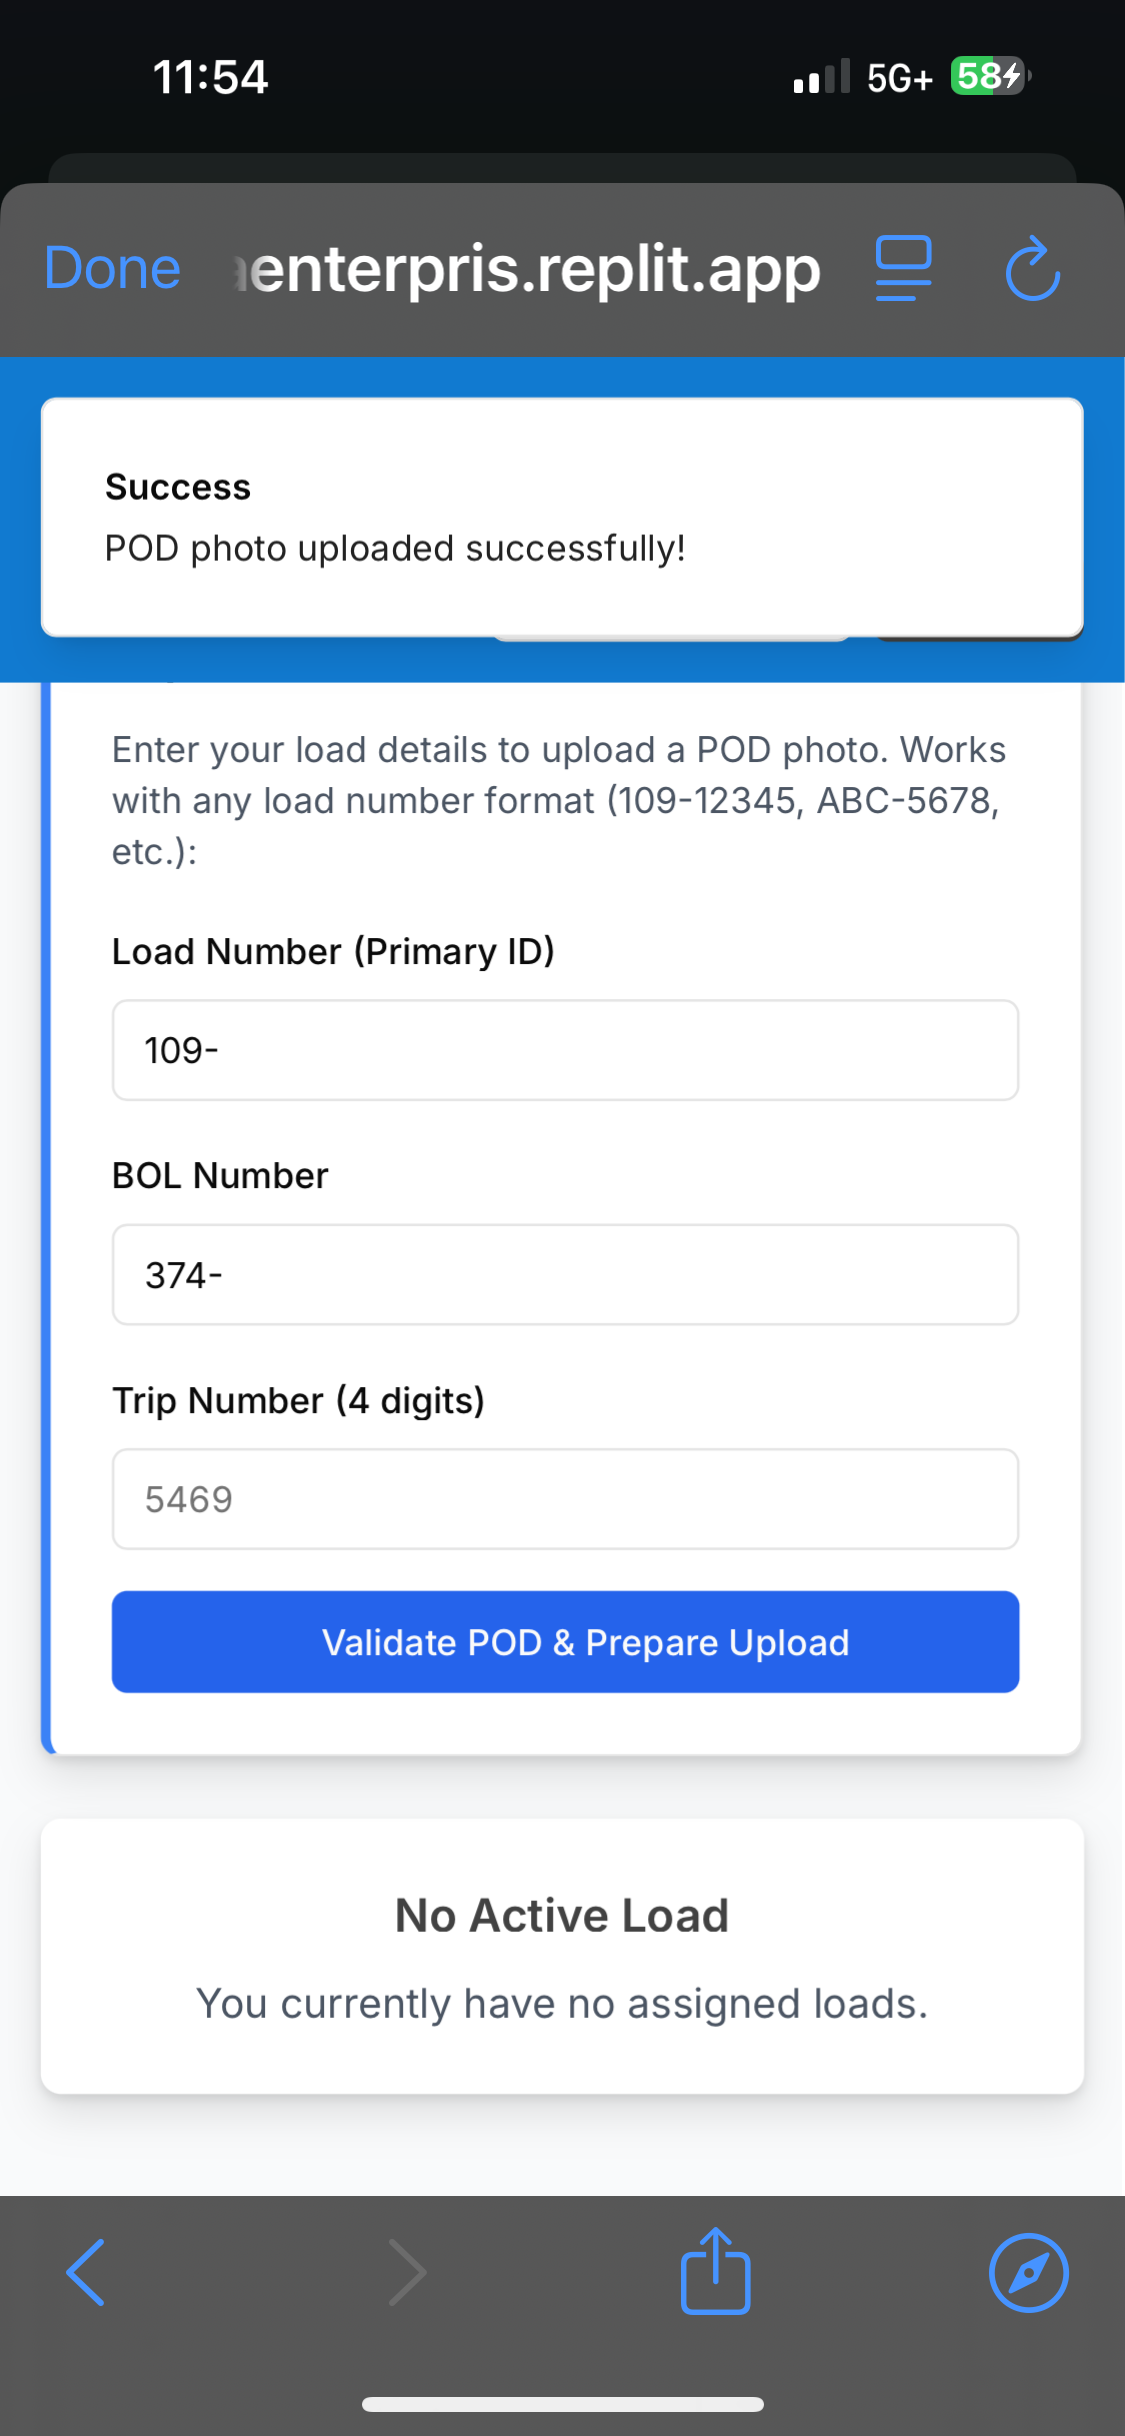 11:54
5G+
58
Done
enterpris.replit.app
Success
POD photo uploaded successfully!
Enter your load details to upload a POD photo. Works
with any load number format (109-12345, ABC-5678,
etc.):
Load Number (Primary ID)
109-
BOL Number
374-
Trip Number (4 digits)
5469
Validate POD & Prepare Upload
No Active Load
You currently have no assigned loads.